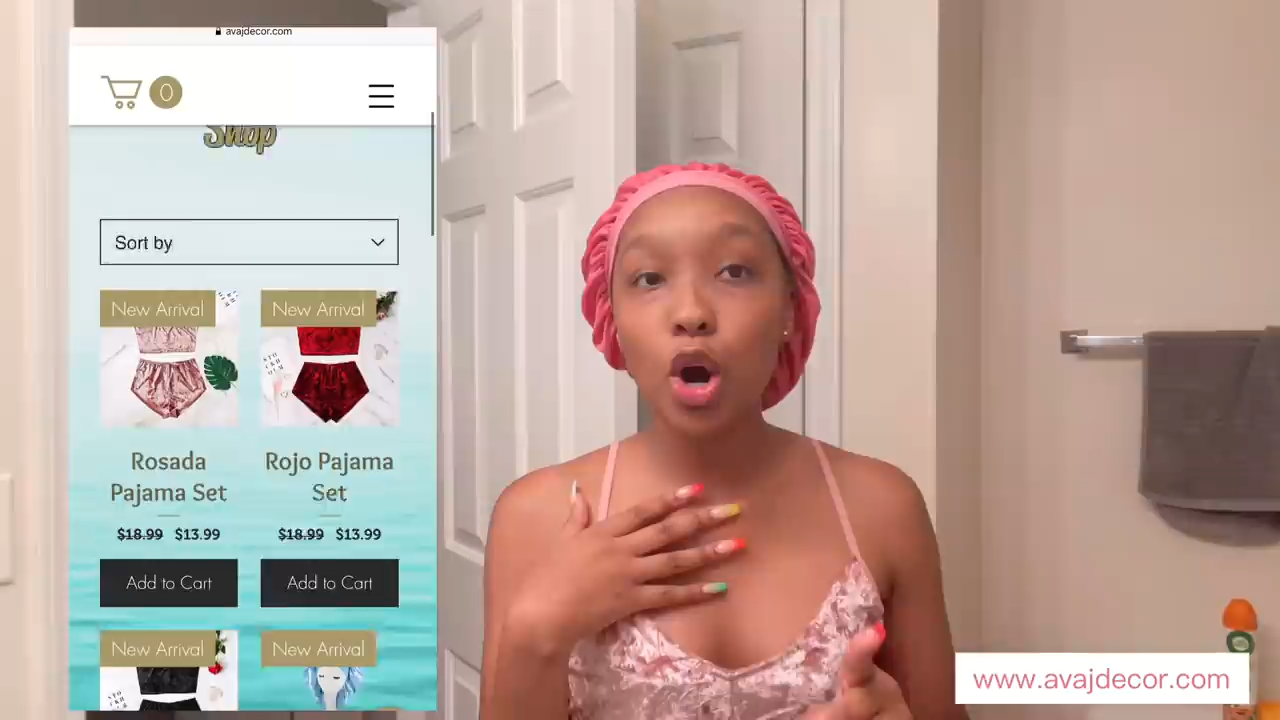 avajdecor.com
0
Shop
Sort by
New Arrival
New Arrival
Rosada
Pajama Set
Rojo Pajama
Set
$18.99 $13.99
$18.99 $13.99
Add to Cart
Add to Cart
New Arrival
New Arrival
www.avajdecor.com